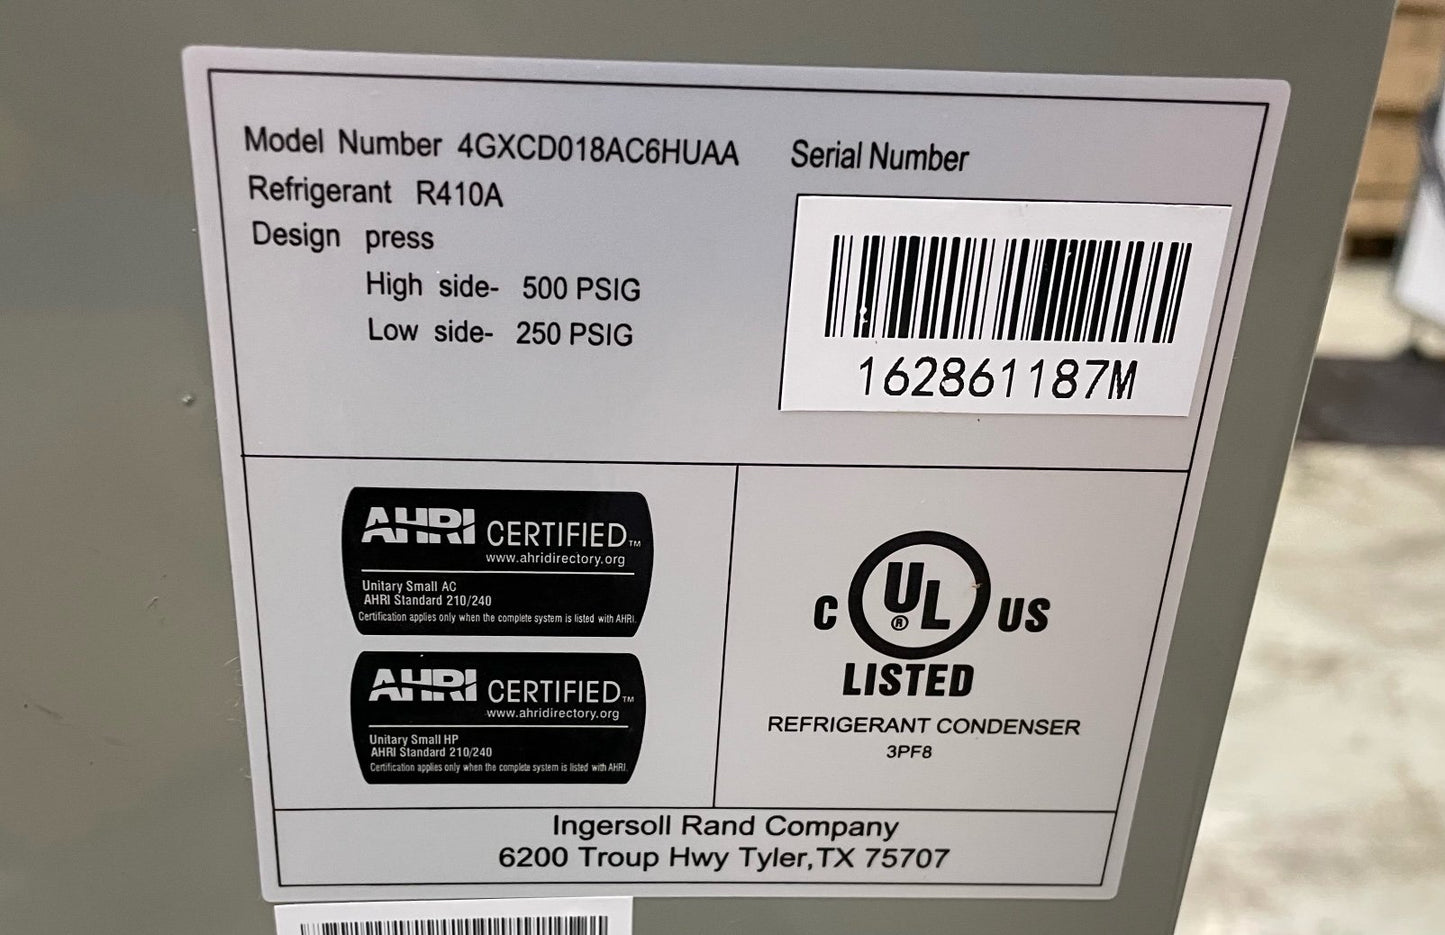 Model Number 4GXCD018AC6HUAA
Refrigerant R410A
Design press
High side- 500 PSIG
Low side- 250 PSIG
Serial Number
162861187M
AHRI CERTIFIED™
www.ahridirectory.org
Unitary Small AC
AHRI Standard 210/240
Certification applies only when the complete system is listed with AHRI.
AHRI CERTIFIED™
www.ahridirectory.org
Unitary Small HP
AHRI Standard 210/240
Certification applies only when the complete system is listed with AHRI.
C UL® US
LISTED
REFRIGERANT CONDENSER
3PF8
Ingersoll Rand Company
6200 Troup Hwy Tyler,TX 75707